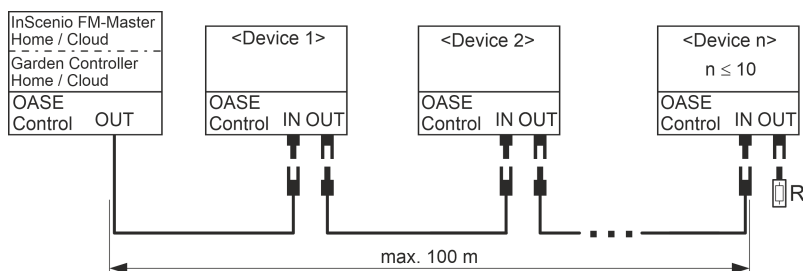 InScenio FM-Master
Home / Cloud
Garden Controller
Home / Cloud
OASE
Control OUT
<Device 1>
OASE
Control IN OUT
<Device 2>
OASE
Control IN OUT
<Device n>
n ≤ 10
OASE
Control IN OUT
R
max. 100 m